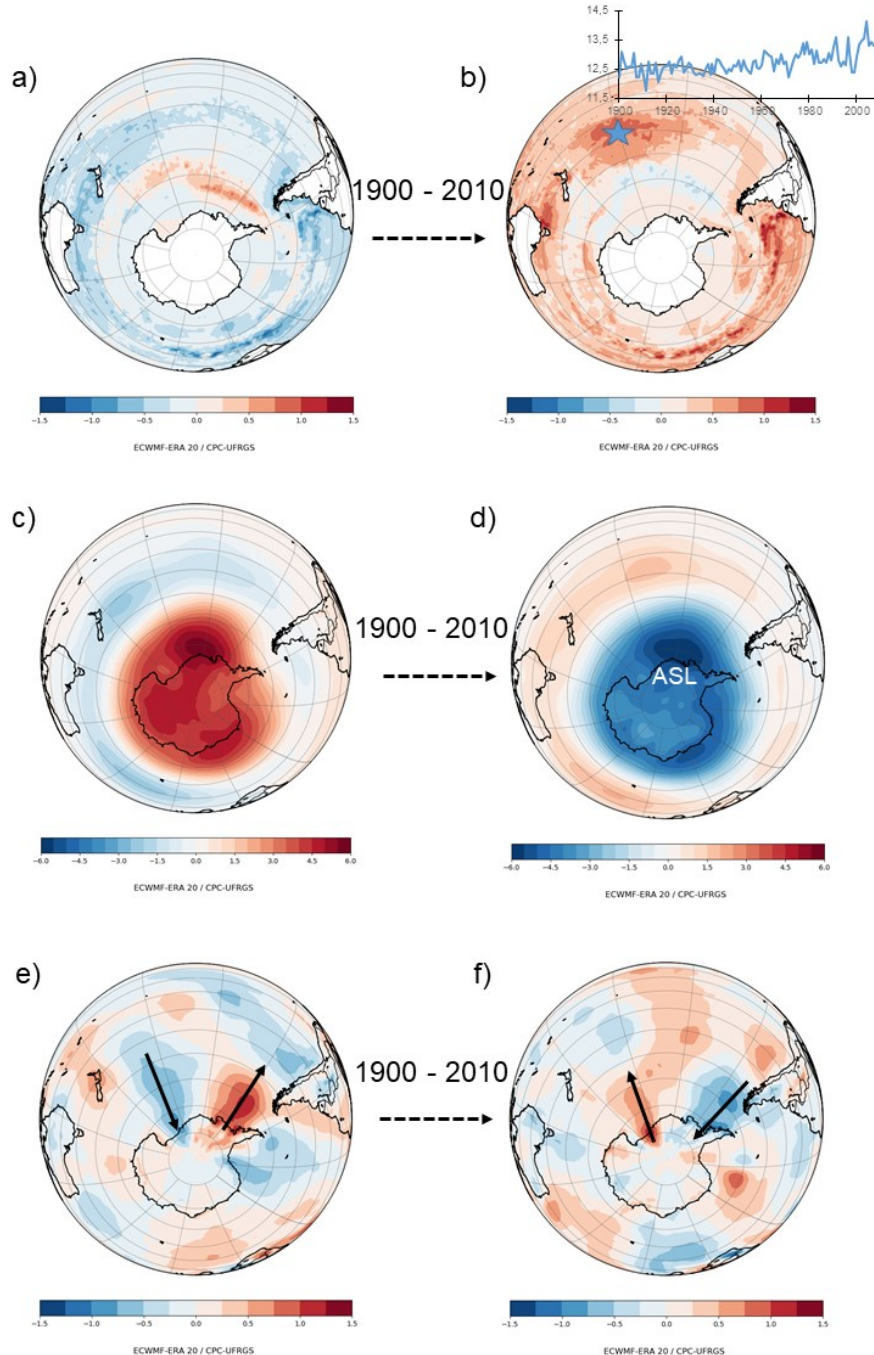 14,5
13,5
12,5
11,5
1900 1920 1940 1960 1980 2000
a)
b)
1900 - 2010
−1.5 −1.0 −0.5 0.0 0.5 1.0 1.5
ECWMF-ERA 20 / CPC-UFRGS
−1.5 −1.0 −0.5 0.0 0.5 1.0 1.5
ECWMF-ERA 20 / CPC-UFRGS
c)
d)
1900 - 2010
ASL
−6.0 −4.5 −3.0 −1.5 0.0 1.5 3.0 4.5 6.0
ECWMF-ERA 20 / CPC-UFRGS
−6.0 −4.5 −3.0 −1.5 0.0 1.5 3.0 4.5 6.0
ECWMF-ERA 20 / CPC-UFRGS
e)
f)
1900 - 2010
−1.5 −1.0 −0.5 0.0 0.5 1.0 1.5
ECWMF-ERA 20 / CPC-UFRGS
−1.5 −1.0 −0.5 0.0 0.5 1.0 1.5
ECWMF-ERA 20 / CPC-UFRGS